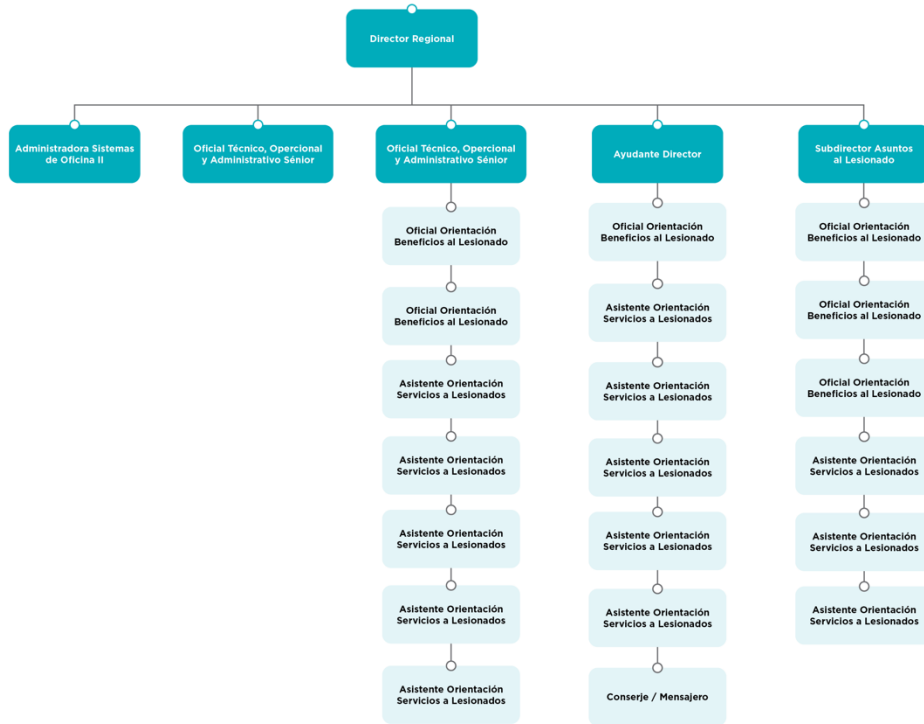 Director Regional
Administradora Sistemas
de Oficina II
Oficial Técnico, Opercional
y Administrativo Sénior
Oficial Técnico, Opercional
y Administrativo Sénior
Ayudante Director
Subdirector Asuntos
al Lesionado
Oficial Orientación
Beneficios al Lesionado
Oficial Orientación
Beneficios al Lesionado
Asistente Orientación
Servicios a Lesionados
Asistente Orientación
Servicios a Lesionados
Asistente Orientación
Servicios a Lesionados
Asistente Orientación
Servicios a Lesionados
Asistente Orientación
Servicios a Lesionados
Oficial Orientación
Beneficios al Lesionado
Asistente Orientación
Servicios a Lesionados
Asistente Orientación
Servicios a Lesionados
Asistente Orientación
Servicios a Lesionados
Asistente Orientación
Servicios a Lesionados
Asistente Orientación
Servicios a Lesionados
Conserje / Mensajero
Oficial Orientación
Beneficios al Lesionado
Oficial Orientación
Beneficios al Lesionado
Oficial Orientación
Beneficios al Lesionado
Asistente Orientación
Servicios a Lesionados
Asistente Orientación
Servicios a Lesionados
Asistente Orientación
Servicios a Lesionados